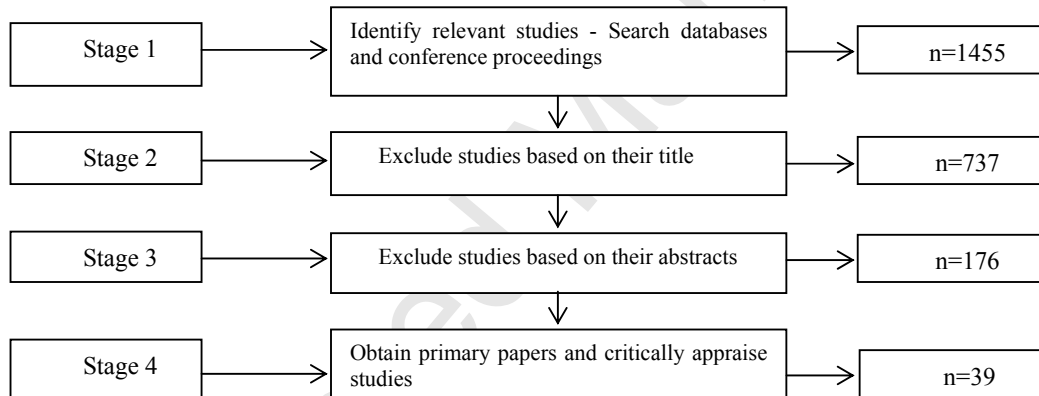 Stage 1
Identify relevant studies - Search databases
and conference proceedings
n=1455
Stage 2
Exclude studies based on their title
n=737
Stage 3
Exclude studies based on their abstracts
n=176
Stage 4
Obtain primary papers and critically appraise
studies
n=39